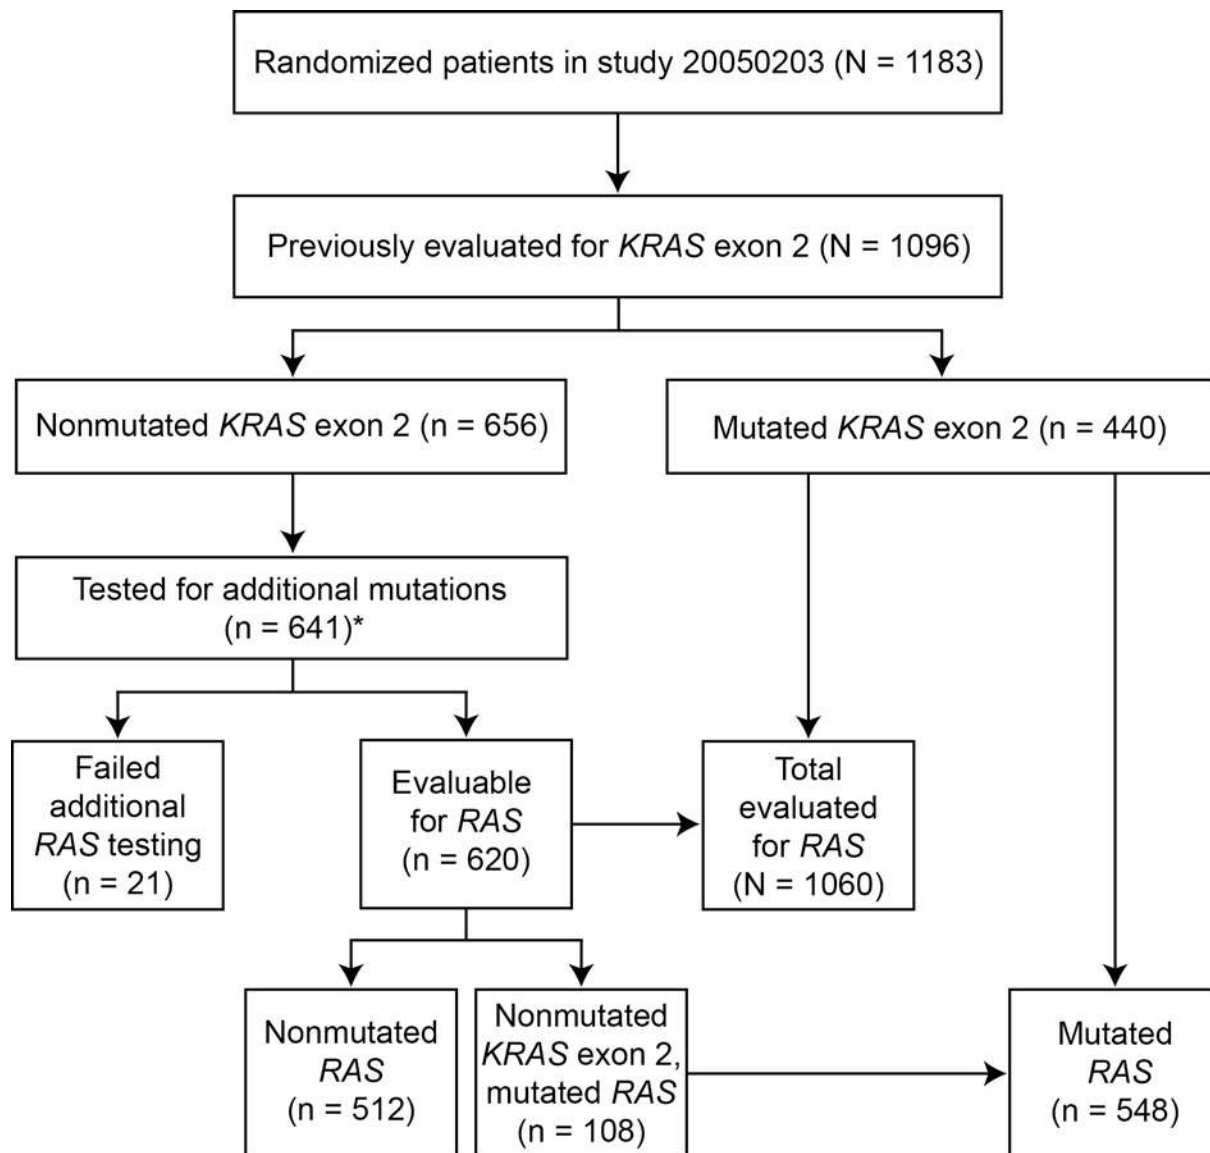 Randomized patients in study 20050203 (N = 1183)
Previously evaluated for KRAS exon 2 (N = 1096)
Nonmutated KRAS exon 2 (n = 656)
Mutated KRAS exon 2 (n = 440)
Tested for additional mutations
(n = 641)*
Failed
additional
RAS testing
(n = 21)
Evaluable
for RAS
(n = 620)
Total
evaluated
for RAS
(N = 1060)
Nonmutated
RAS
(n = 512)
Nonmutated
KRAS exon 2,
mutated RAS
(n = 108)
Mutated
RAS
(n = 548)